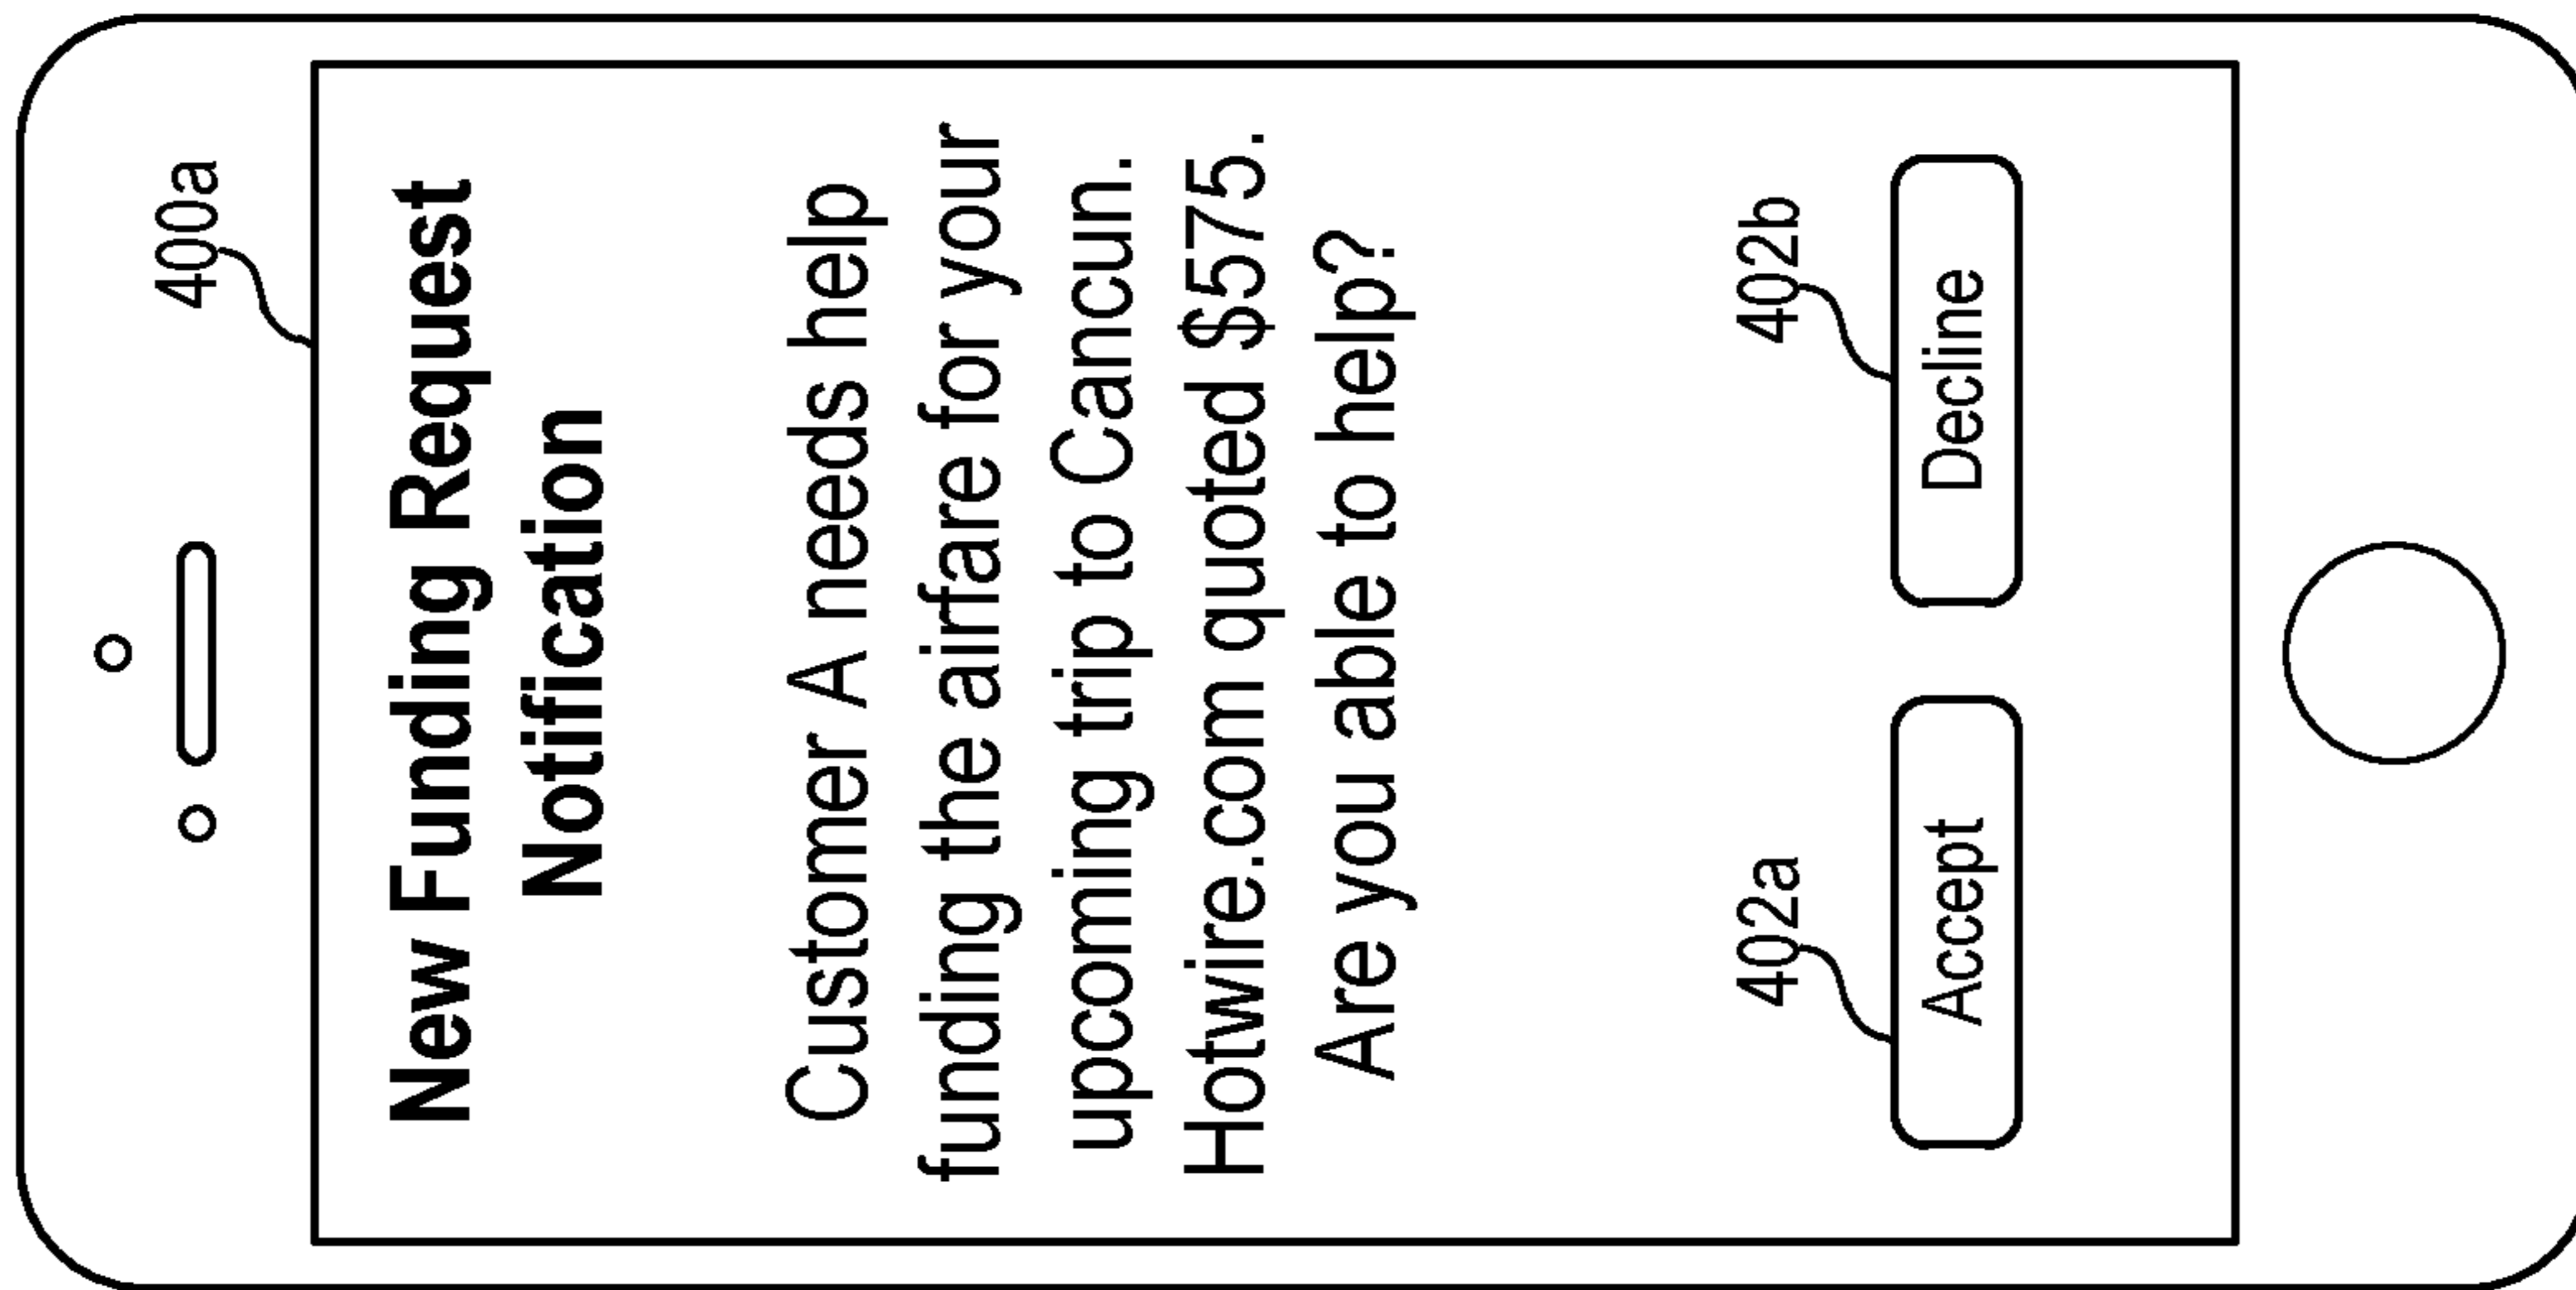 400a
New Funding Request
Notification
Customer A needs help
funding the airfare for your
upcoming trip to Cancun.
Hotwire.com quoted $575.
Are you able to help?
402a
402b
Accept
Decline